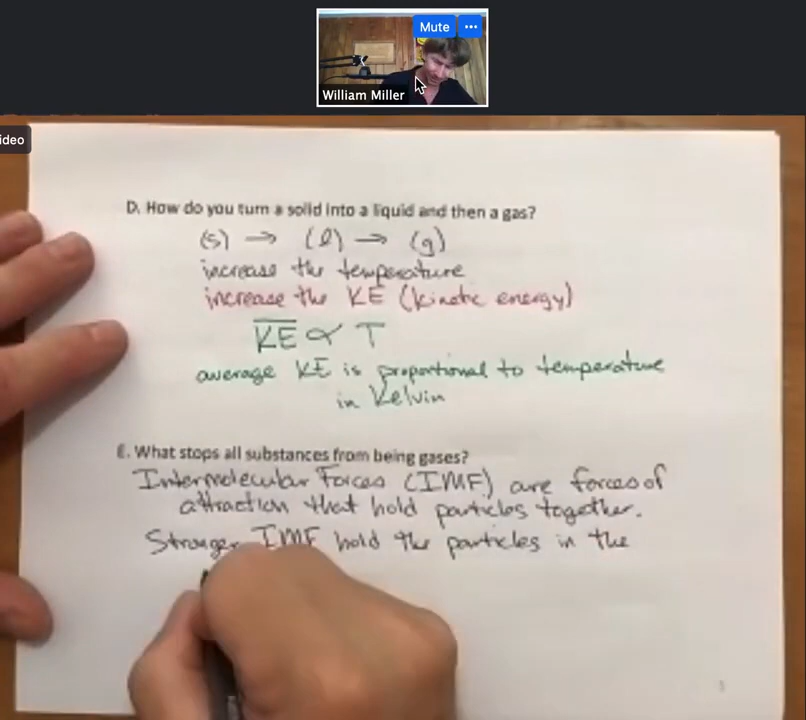 Mute
William Miller
ideo
D. How do you turn a solid into a liquid and then a gas?
(s) → (l) → (g)
increase the temperature
increase the KE (kinetic energy)
K̅E̅ ∝ T
average KE is proportional to temperature
in Kelvin
E. What stops all substances from being gases?
Intermolecular Forces (IMF) are forces of
attraction that hold particles together.
Stronger IMF hold the particles in the